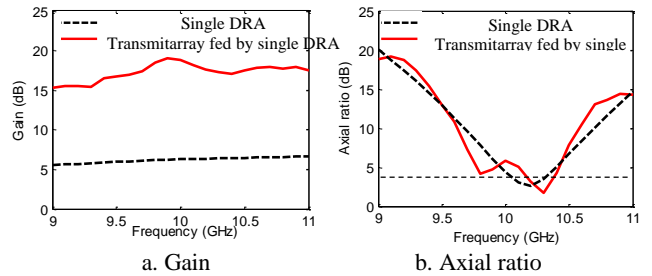 25
20
15
10
5
0
Gain (dB)
Single DRA
Transmitarray fed by single DRA
9
9.5
10
10.5
11
Frequency (GHz)
a. Gain
25
20
15
10
5
0
Axial ratio (dB)
Single DRA
Transmitarray fed by single
9
9.5
10
10.5
11
Frequency (GHz)
b. Axial ratio